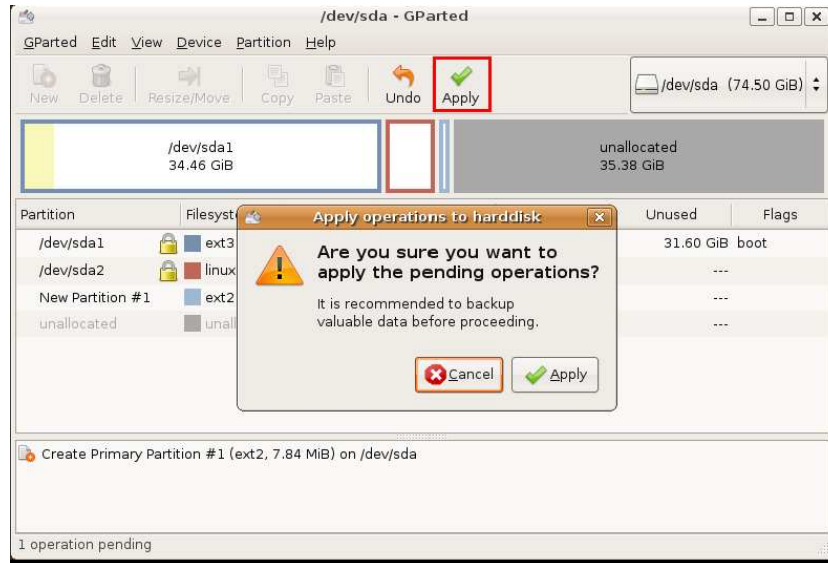 /dev/sda - GParted
GParted Edit View Device Partition Help
New Delete Resize/Move Copy Paste Undo Apply /dev/sda (74.50 GiB)
/dev/sda1 unallocated
34.46 GiB 35.38 GiB
Partition Filesyst Unused Flags
/dev/sda1 ext3 31.60 GiB boot
/dev/sda2 linux ---
New Partition #1 ext2 ---
unallocated unall ---
Apply operations to harddisk
Are you sure you want to
apply the pending operations?
It is recommended to backup
valuable data before proceeding.
Cancel Apply
Create Primary Partition #1 (ext2, 7.84 MiB) on /dev/sda
1 operation pending